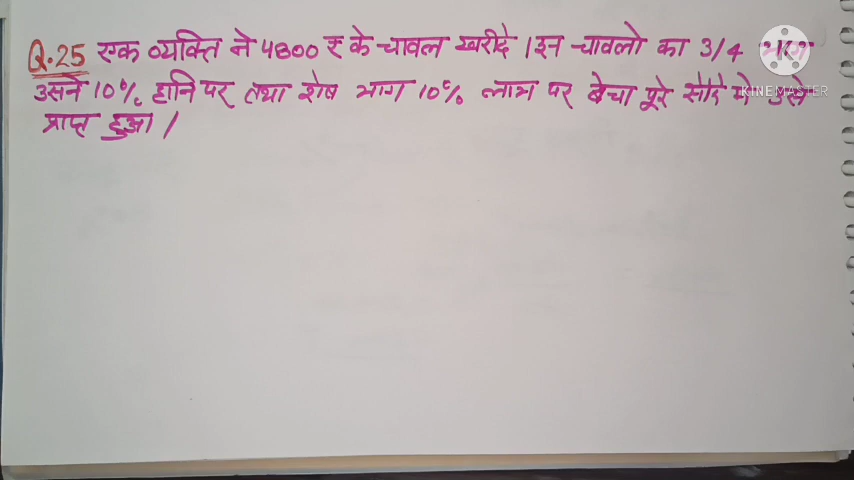 Q.25 एक व्यक्ति ने 4800 ₹ के चावल खरीदे । इन चावलो का 3/4 भाग
उसने 10% हानि पर तथा शेष भाग 10% लाभ पर बेचा पूरे सौदे मे उसे
प्राप्त हुआ /
KINEMASTER